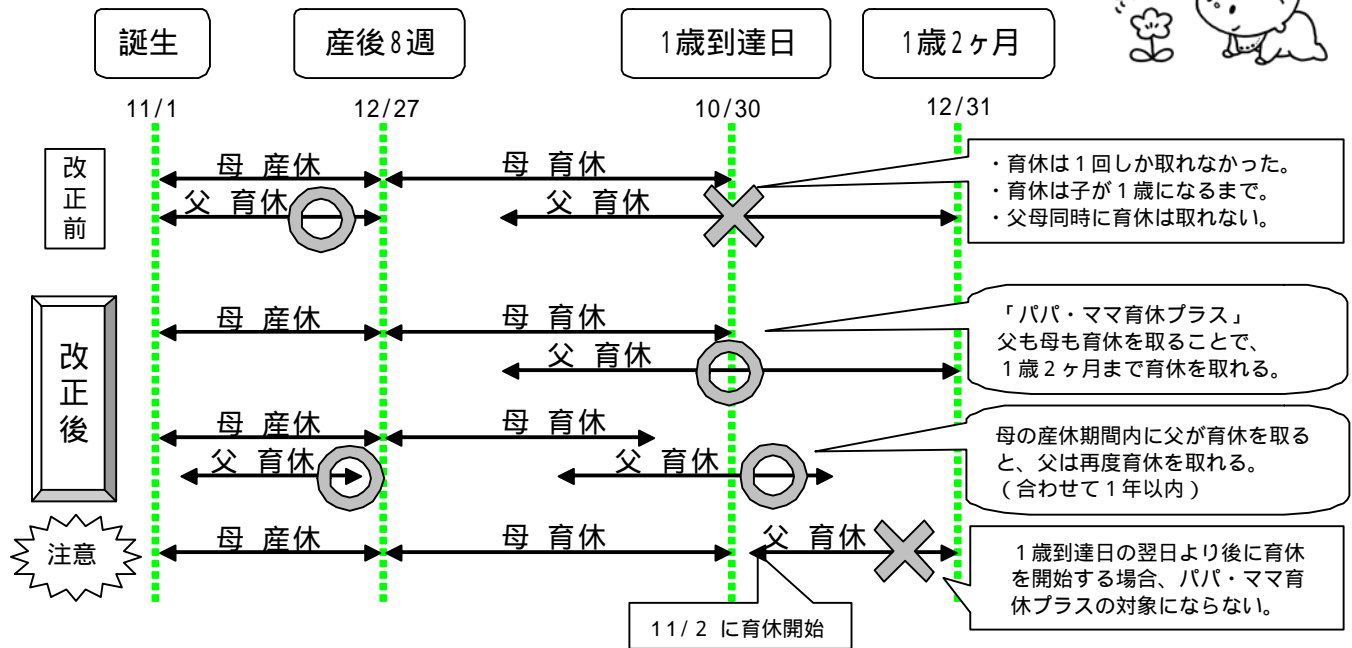 誕生
産後8週
1歳到達日
1歳2ヶ月
11/1
12/27
10/30
12/31
改正前
母 産休
母 育休
父 育休
父 育休
・育休は1回しか取れなかった。
・育休は子が1歳になるまで。
・父母同時に育休は取れない。
改正後
母 産休
母 育休
父 育休
「パパ・ママ育休プラス」
父も母も育休を取ることで、
1歳2ヶ月まで育休を取れる。
母 産休
母 育休
父 育休
父 育休
母の産休期間内に父が育休を取る
と、父は再度育休を取れる。
(合わせて1年以内)
注意
母 産休
母 育休
父 育休
1歳到達日の翌日より後に育休
を開始する場合、パパ・ママ育
休プラスの対象にならない。
11/2 に育休開始